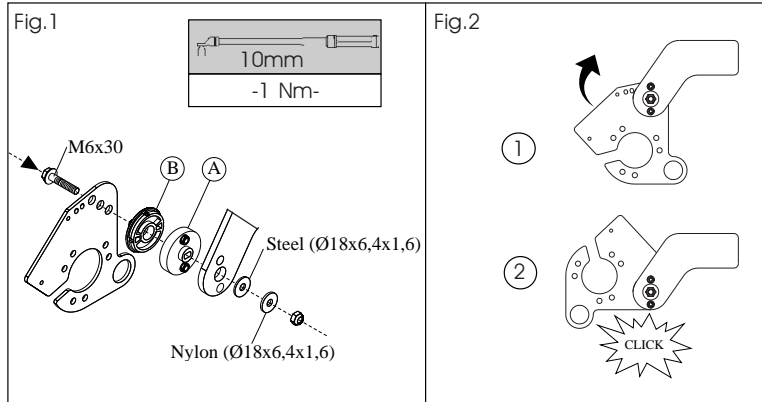 Fig.1
10mm
-1 Nm-
M6x30
B
A
Steel (Ø18x6,4x1,6)
Nylon (Ø18x6,4x1,6)
Fig.2
1
2
CLICK